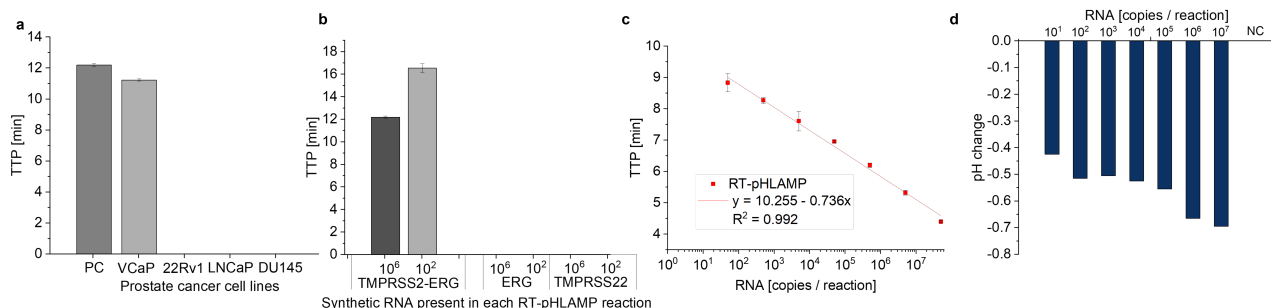 a
TTP [min]
14
12
10
8
6
4
2
0
PC VCaP 22Rv1 LNCaP DU145
Prostate cancer cell lines
b
TTP [min]
20
18
16
14
12
10
8
6
4
2
0
10⁶ 10² 10⁶ 10² 10⁶ 10²
TMPRSS2-ERG ERG TMPRSS22
Synthetic RNA present in each RT-pHLAMP reaction
c
TTP [min]
10
9
8
7
6
5
4
RT-pHLAMP
y = 10.255 - 0.736x
R² = 0.992
10⁰ 10¹ 10² 10³ 10⁴ 10⁵ 10⁶ 10⁷
RNA [copies / reaction]
d
RNA [copies / reaction]
10¹ 10² 10³ 10⁴ 10⁵ 10⁶ 10⁷ NC
pH change
0.0
-0.1
-0.2
-0.3
-0.4
-0.5
-0.6
-0.7
-0.8